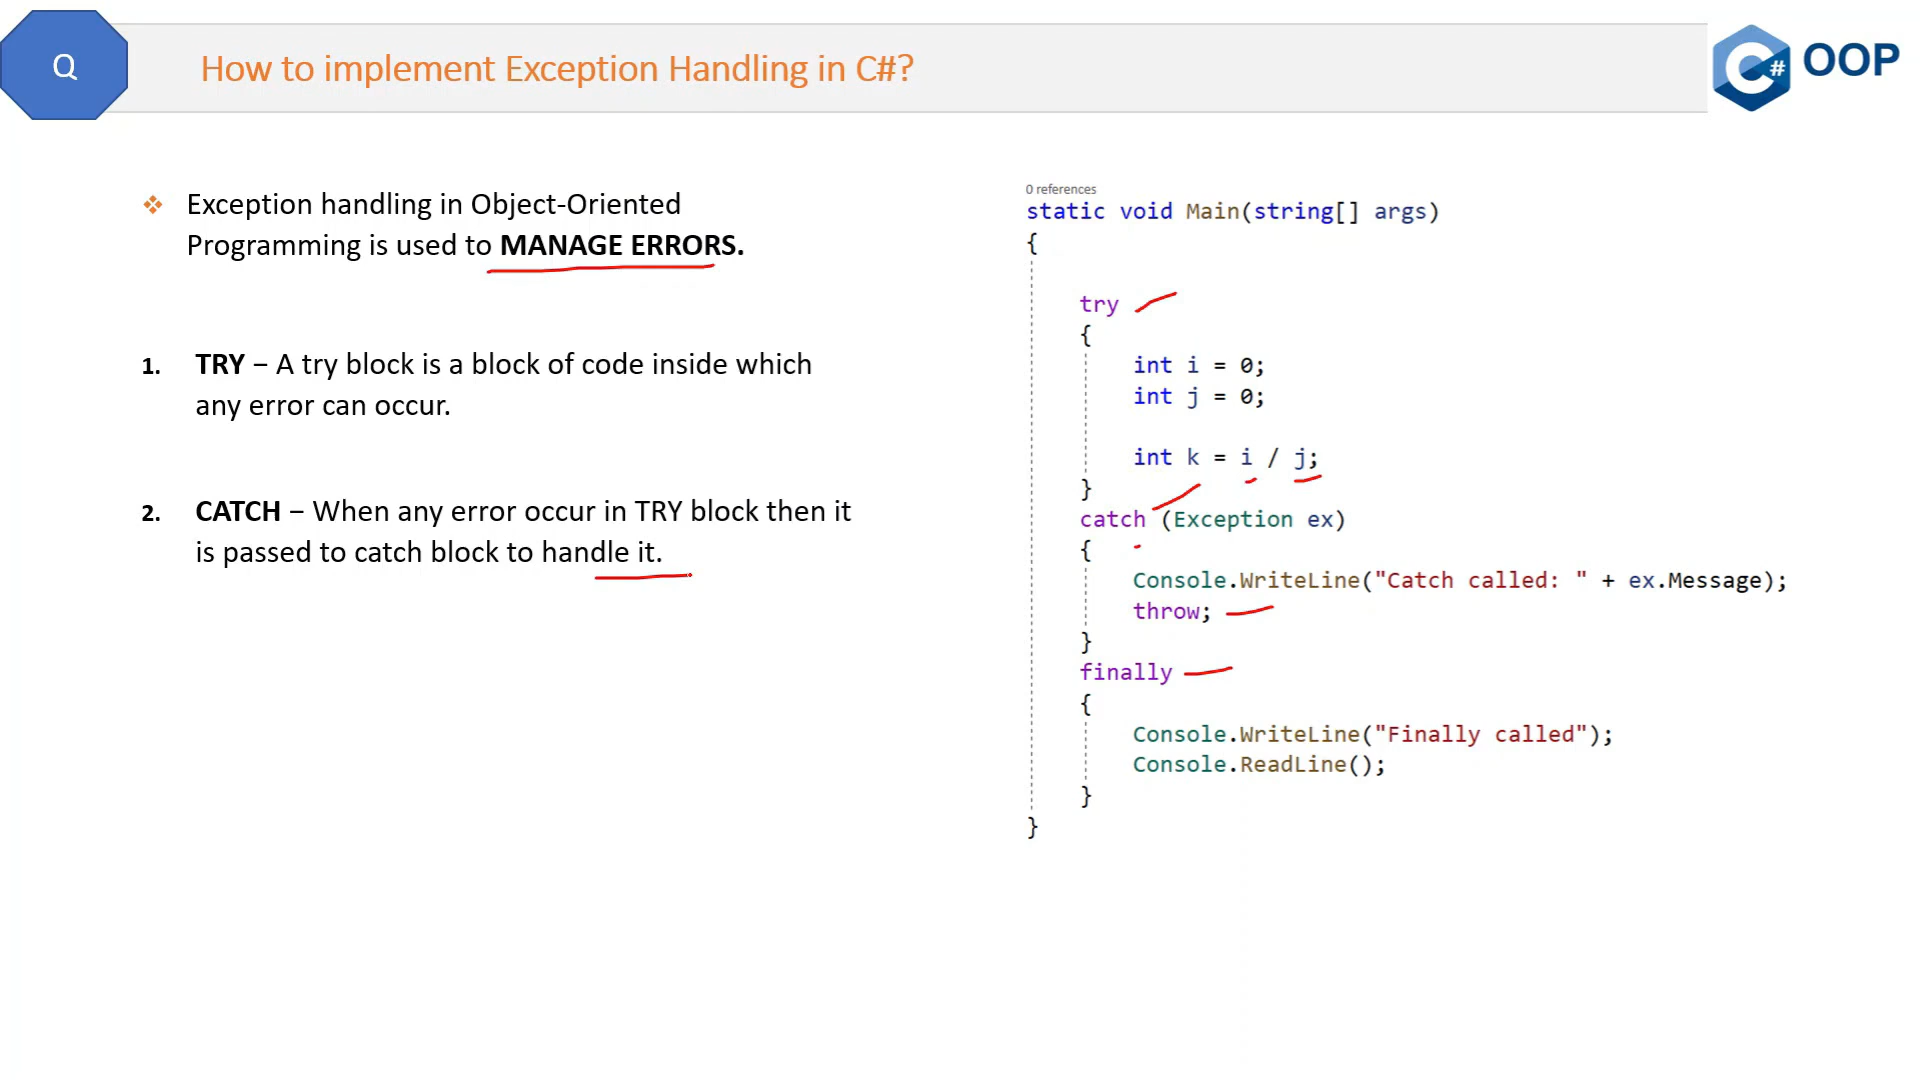 Q
How to implement Exception Handling in C#?
C# OOP
❖ Exception handling in Object-Oriented
Programming is used to MANAGE ERRORS.
1. TRY – A try block is a block of code inside which
any error can occur.
2. CATCH – When any error occur in TRY block then it
is passed to catch block to handle it.
0 references
static void Main(string[] args)
{
try
{
int i = 0;
int j = 0;
int k = i / j;
}
catch (Exception ex)
{
Console.WriteLine("Catch called: " + ex.Message);
throw;
}
finally
{
Console.WriteLine("Finally called");
Console.ReadLine();
}
}